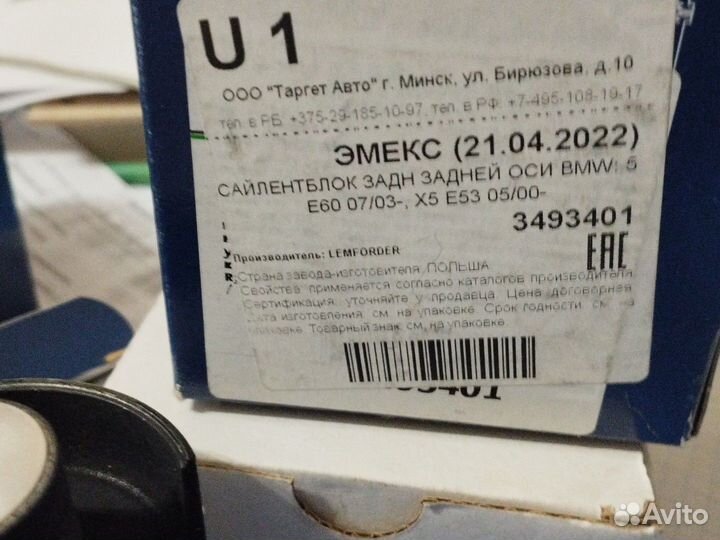 U 1
ООО "Таргет Авто" г. Минск, ул. Бирюзова, д.10
тел. в РБ +375-29-185-10-97, тел. в РФ. +7-495-108-19-17
ЭМЕКС (21.04.2022)
САЙЛЕНТБЛОК ЗАДН ЗАДНЕЙ ОСИ BMW: 5
E60 07/03-, X5 E53 05/00-
3493401
EAC
Производитель: LEMFORDER
Страна завода-изготовителя: ПОЛЬША
Свойства: применяется согласно каталогов производителя
Сертификация: уточняйте у продавца. Цена: договорная
Дата изготовления: см. на упаковке. Срок годности: см. на
упаковке. Товарный знак: см. на упаковке
Avito